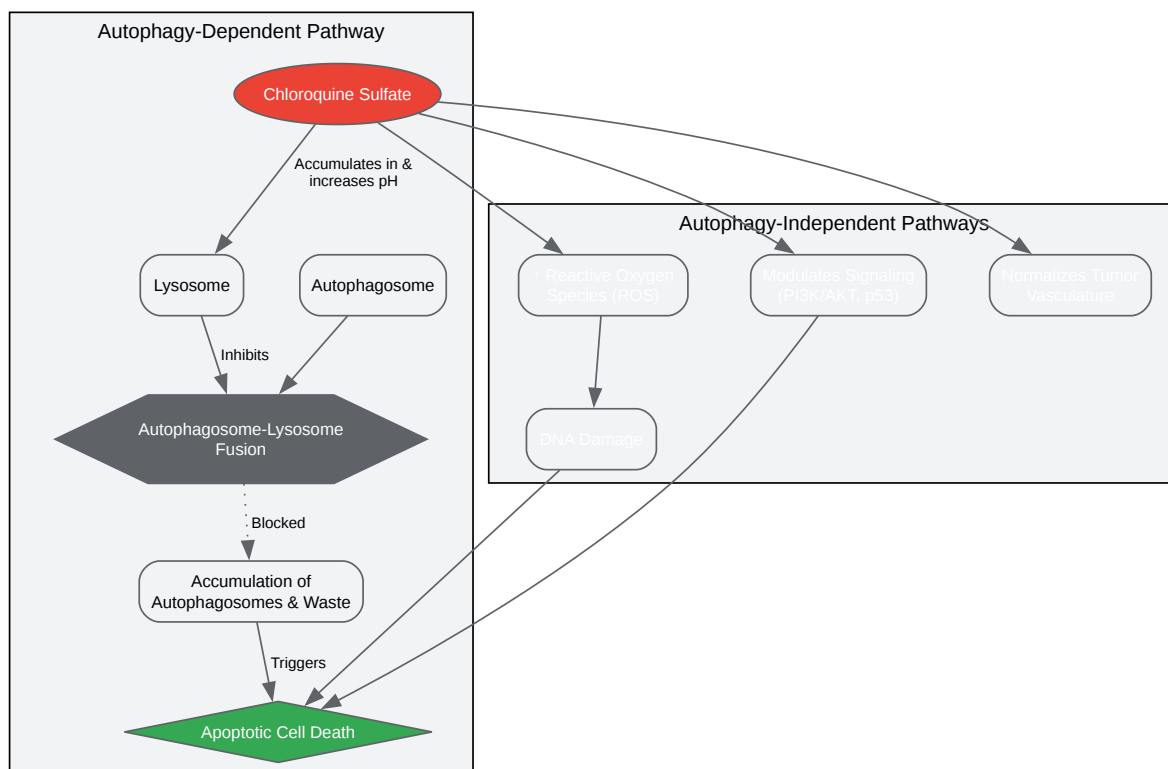 Autophagy-Dependent Pathway
Chloroquine Sulfate
Accumulates in &
increases pH
Autophagy-Independent Pathways
Lysosome
Autophagosome
↑ Reactive Oxygen
Species (ROS)
Modulates Signaling
(PI3K/AKT, p53)
Normalizes Tumor
Vasculature
Inhibits
Autophagosome-Lysosome
Fusion
DNA Damage
Blocked
Accumulation of
Autophagosomes & Waste
Triggers
Apoptotic Cell Death